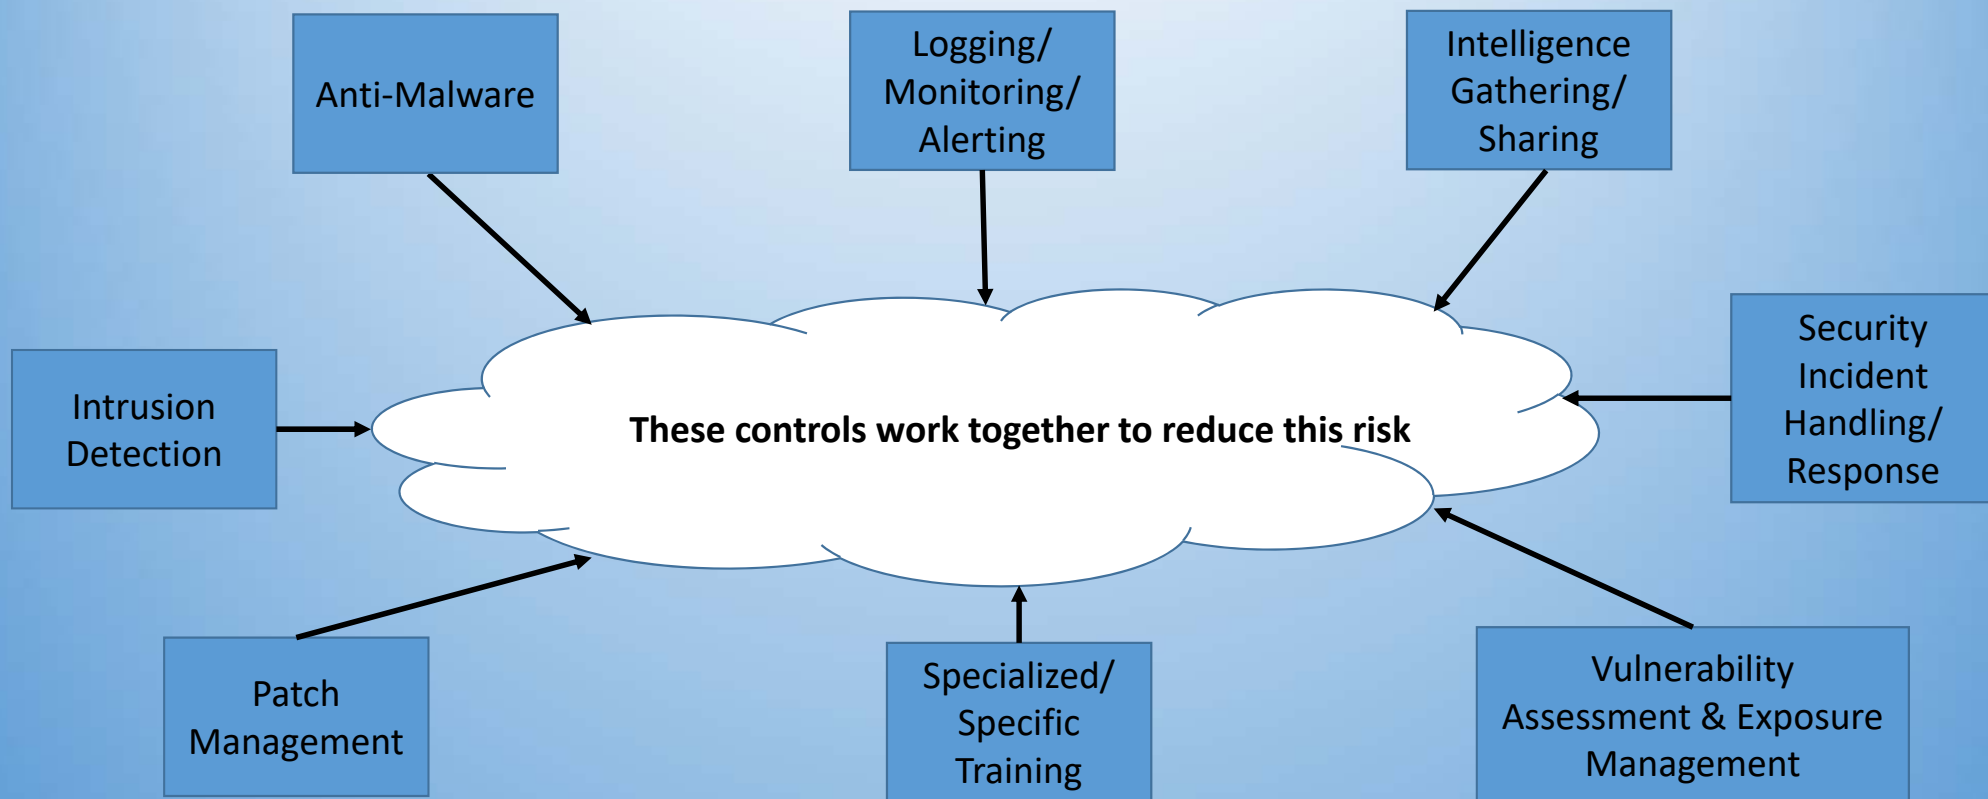 Anti-Malware
Logging/
Monitoring/
Alerting
Intelligence
Gathering/
Sharing
Intrusion
Detection
These controls work together to reduce this risk
Security
Incident
Handling/
Response
Patch
Management
Specialized/
Specific
Training
Vulnerability
Assessment & Exposure
Management